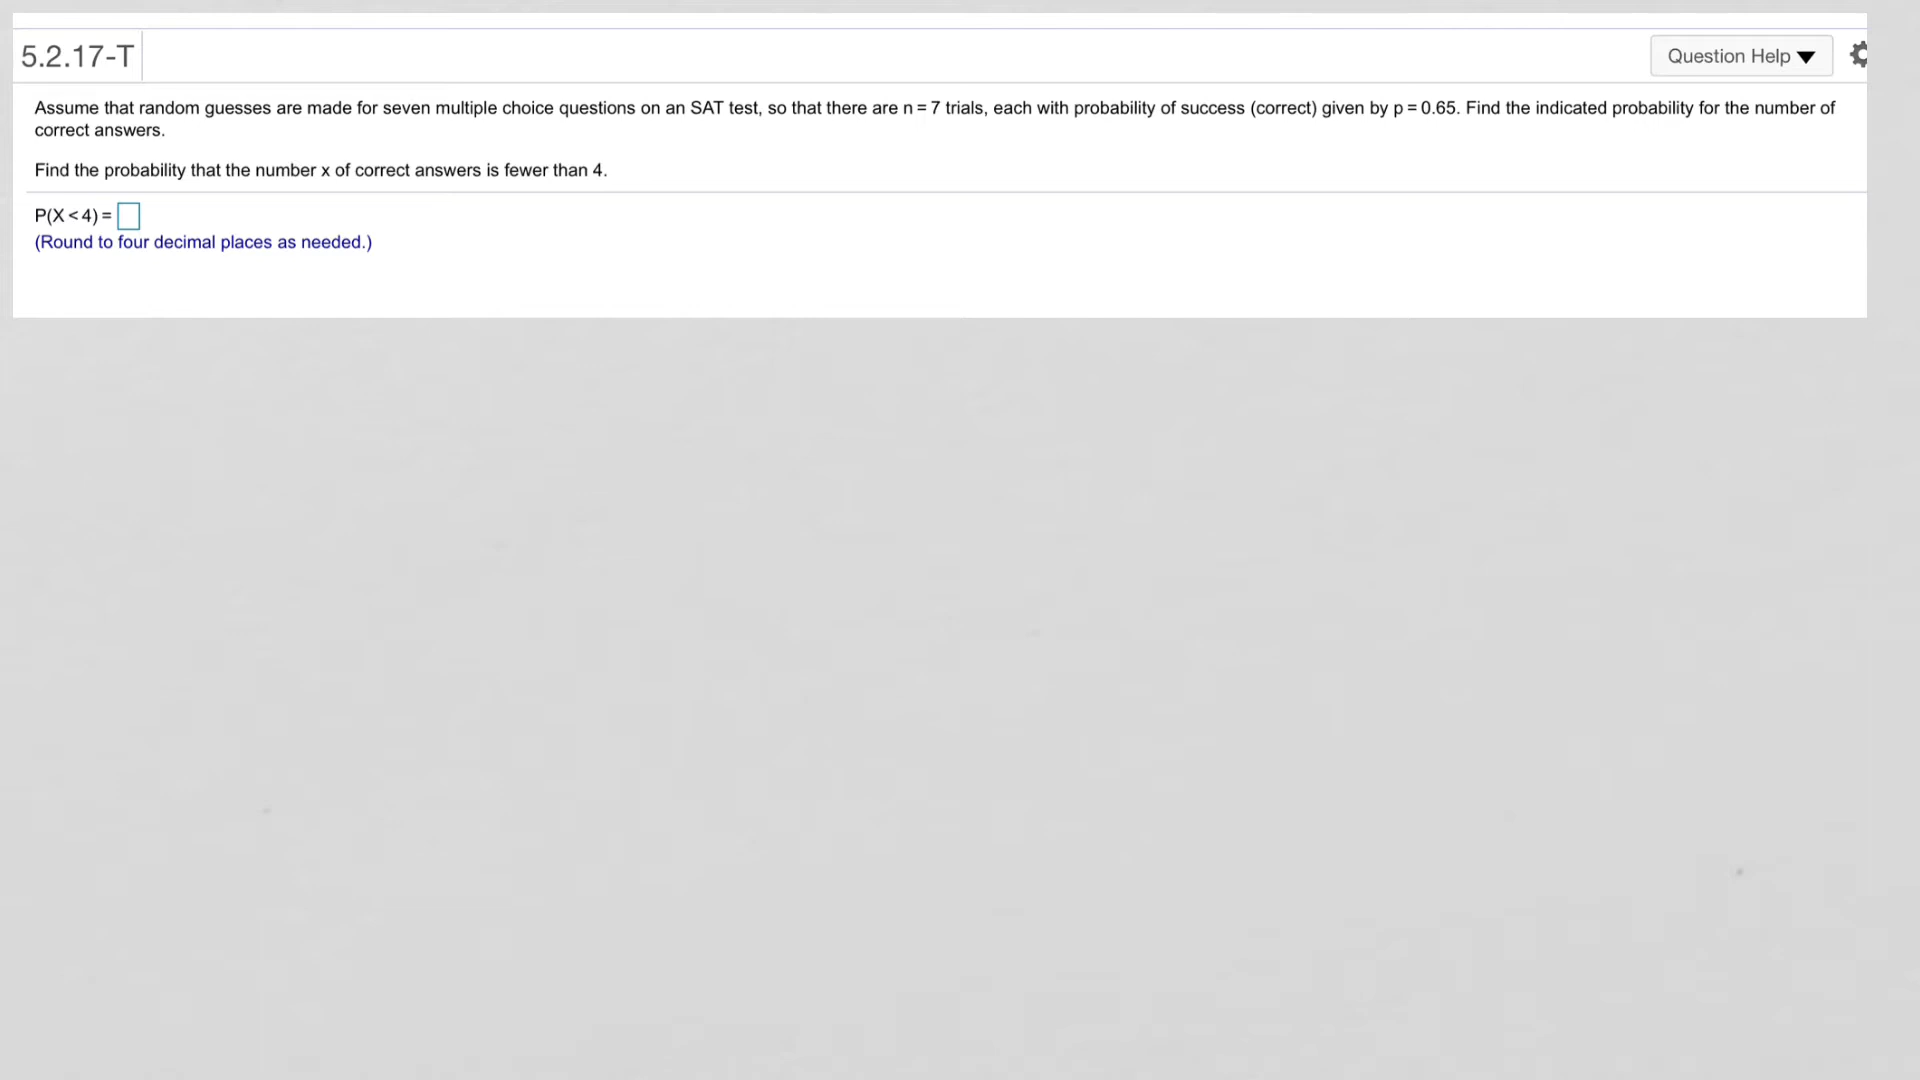 5.2.17-T
Question Help ▼
Assume that random guesses are made for seven multiple choice questions on an SAT test, so that there are n = 7 trials, each with probability of success (correct) given by p = 0.65. Find the indicated probability for the number of
correct answers.
Find the probability that the number x of correct answers is fewer than 4.
P(X < 4) =
(Round to four decimal places as needed.)